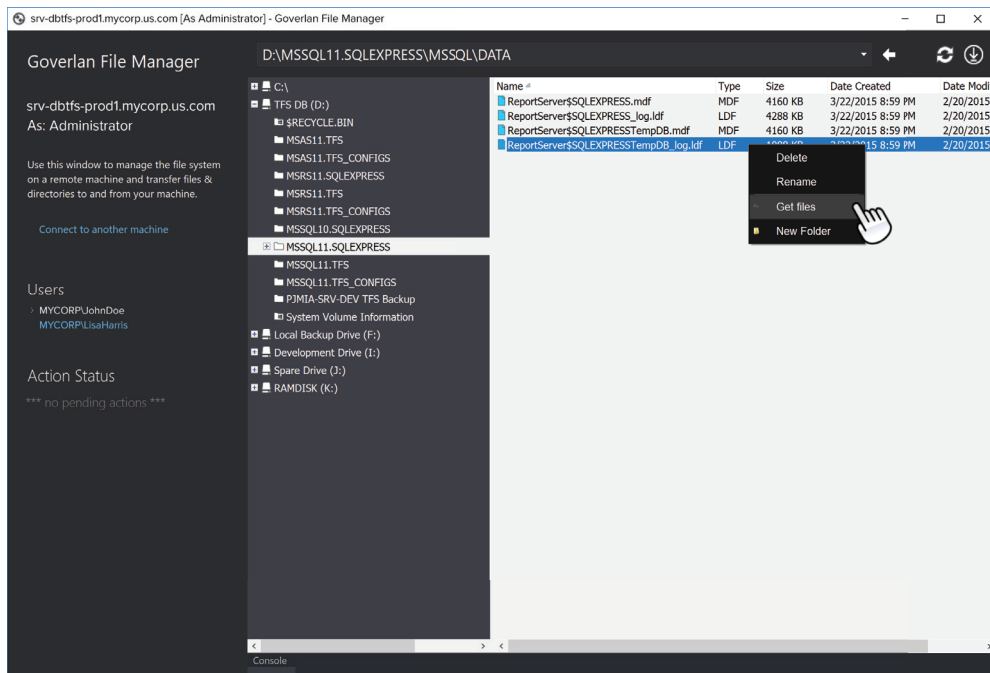 srv-dbtfs-prod1.mycorp.us.com [As Administrator] - Goverlan File Manager
Goverlan File Manager
srv-dbtfs-prod1.mycorp.us.com
As: Administrator
Use this window to manage the file system
on a remote machine and transfer files &
directories to and from your machine.
Connect to another machine
Users
MYCORP\JohnDoe
MYCORP\LisaHarris
Action Status
*** no pending actions ***
D:\MSSQL11.SQLEXPRESS\MSSQL\DATA
C:\
TFS DB (D:)
$RECYCLE.BIN
MSAS11.TFS
MSAS11.TFS_CONFIGS
MSRS11.SQLEXPRESS
MSRS11.TFS
MSRS11.TFS_CONFIGS
MSSQL10.SQLEXPRESS
MSSQL11.SQLEXPRESS
MSSQL11.TFS
MSSQL11.TFS_CONFIGS
PJMIA-SRV-DEV TFS Backup
System Volume Information
Local Backup Drive (F:)
Development Drive (I:)
Spare Drive (J:)
RAMDISK (K:)
Name Type Size Date Created Date Modi
ReportServer$SQLEXPRESS.mdf MDF 4160 KB 3/22/2015 8:59 PM 2/20/2015
ReportServer$SQLEXPRESS_log.ldf LDF 4288 KB 3/22/2015 8:59 PM 2/20/2015
ReportServer$SQLEXPRESSTempDB.mdf MDF 4160 KB 3/22/2015 8:59 PM 2/20/2015
ReportServer$SQLEXPRESSTempDB_log.ldf LDF 8:59 PM 2/20/2015
Delete
Rename
Get files
New Folder
Console